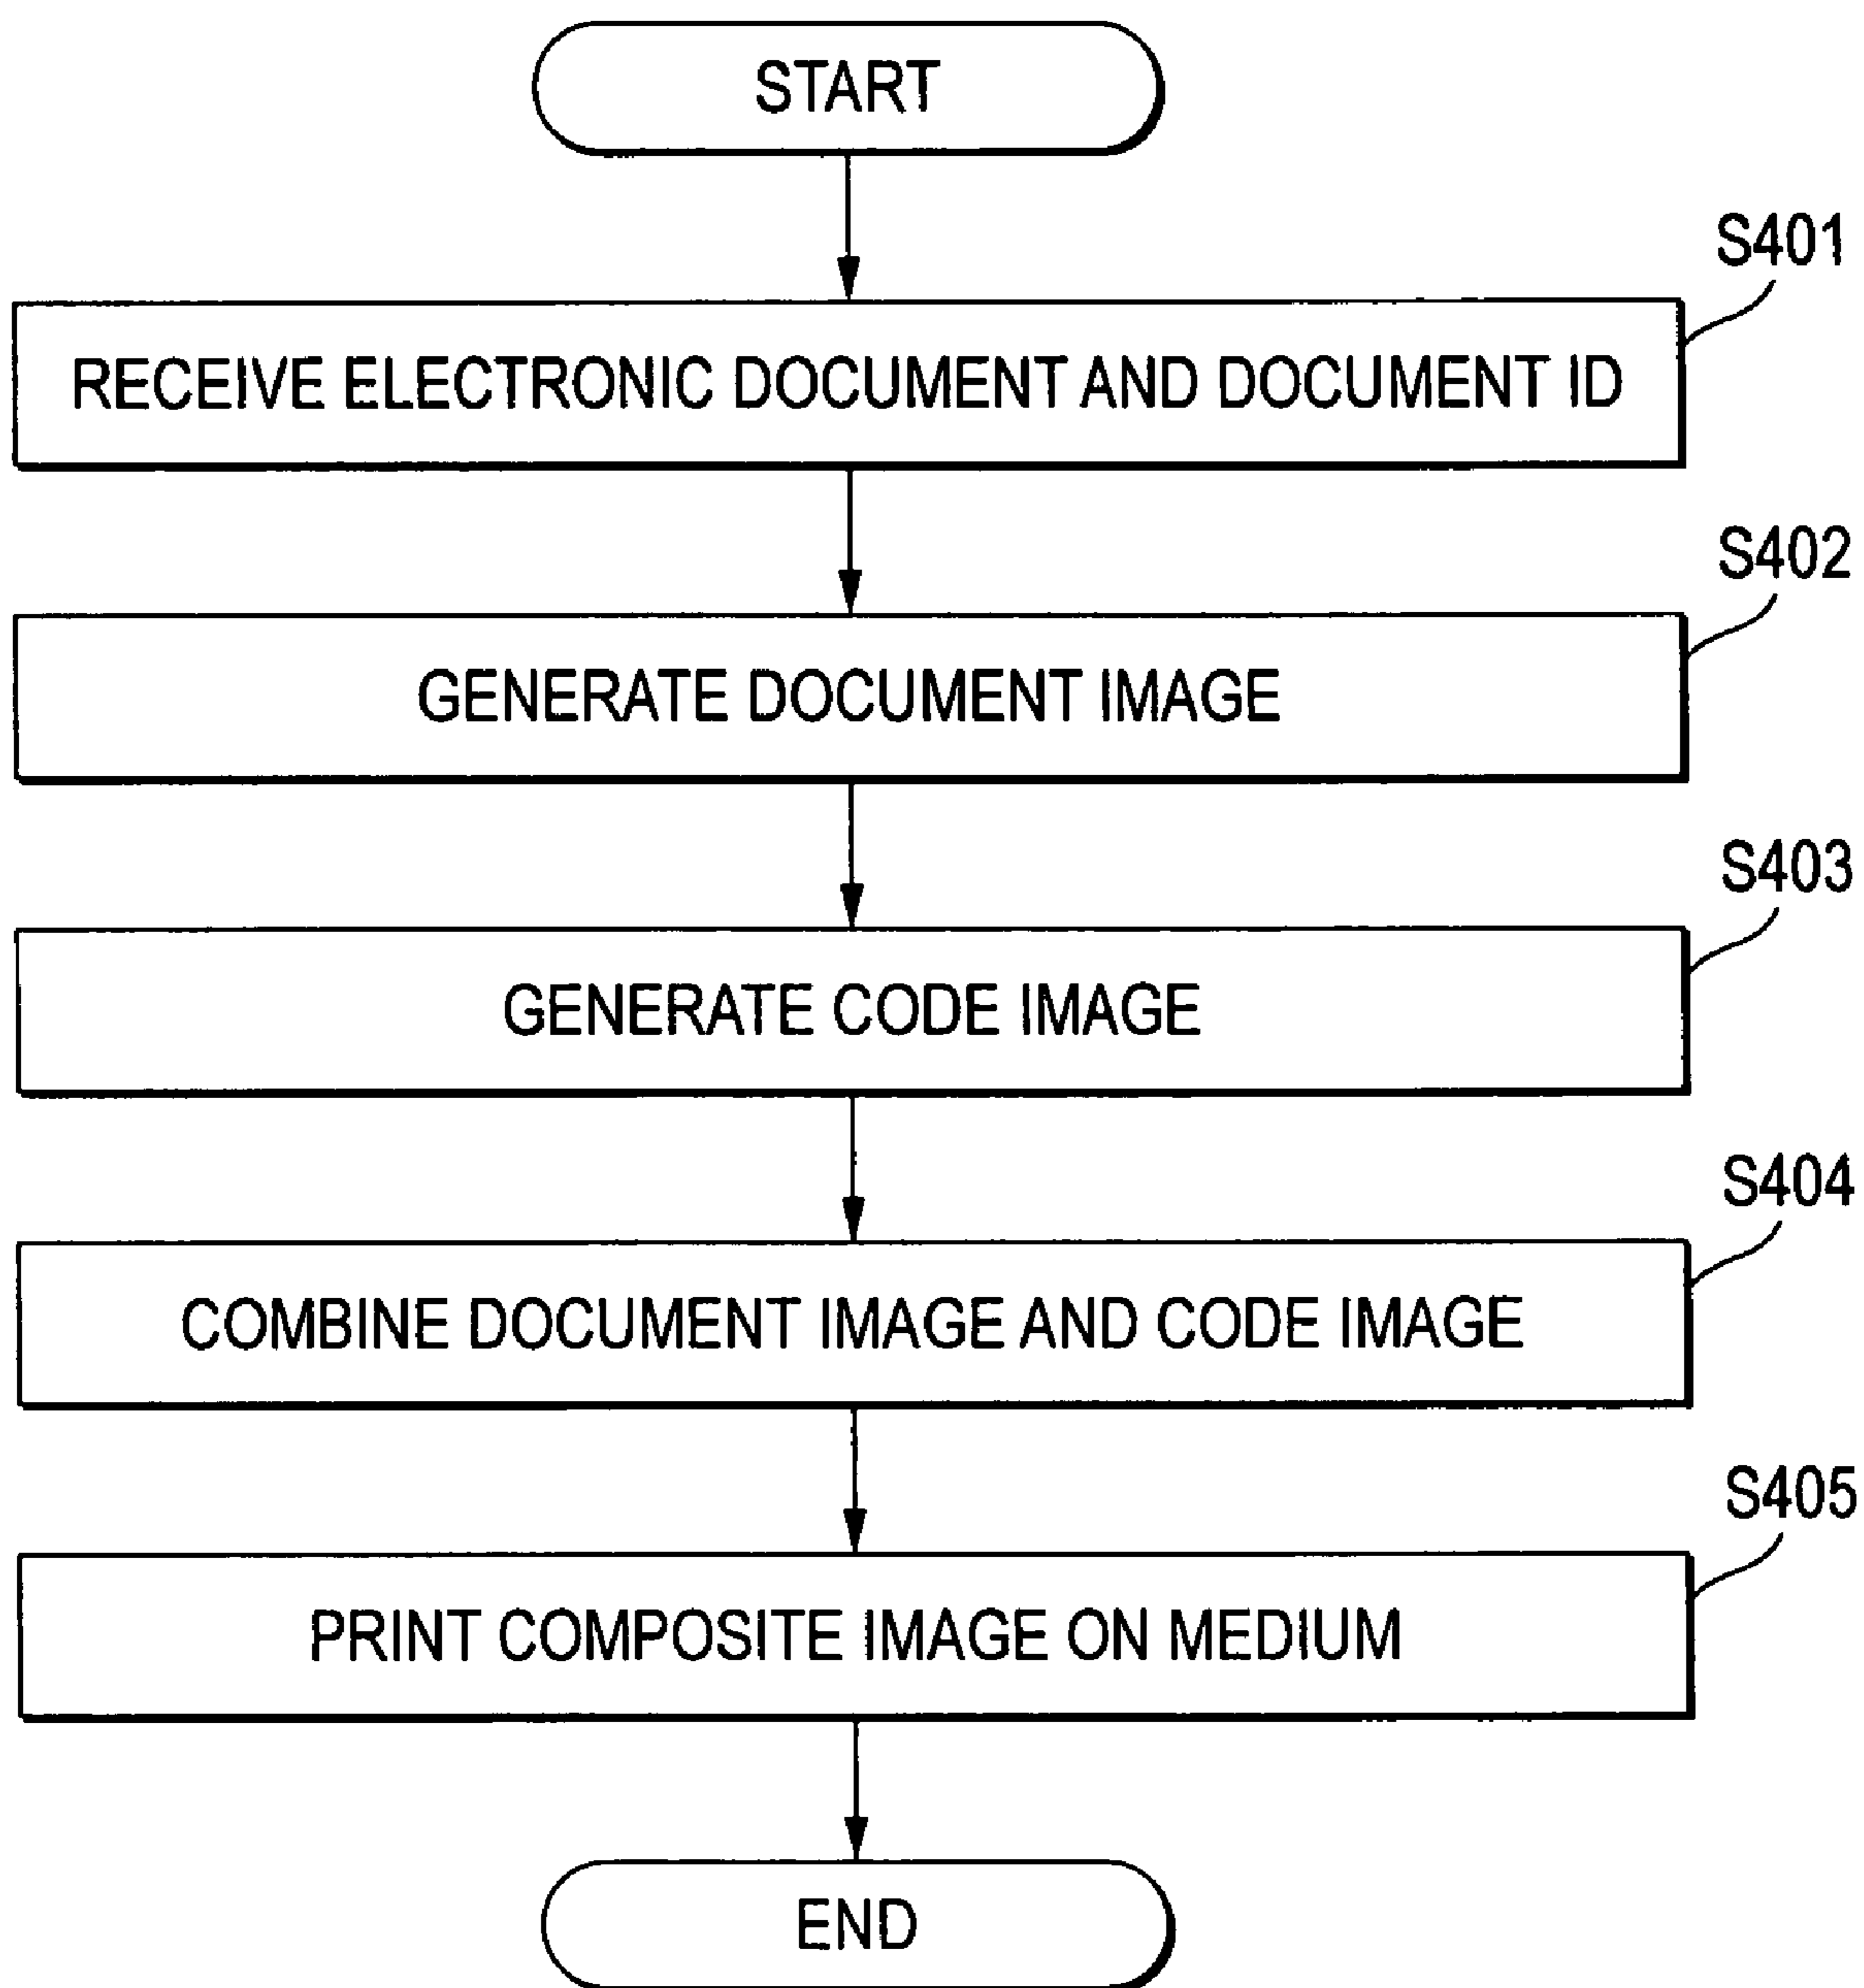 START
S401
RECEIVE ELECTRONIC DOCUMENT AND DOCUMENT ID
S402
GENERATE DOCUMENT IMAGE
S403
GENERATE CODE IMAGE
S404
COMBINE DOCUMENT IMAGE AND CODE IMAGE
S405
PRINT COMPOSITE IMAGE ON MEDIUM
END